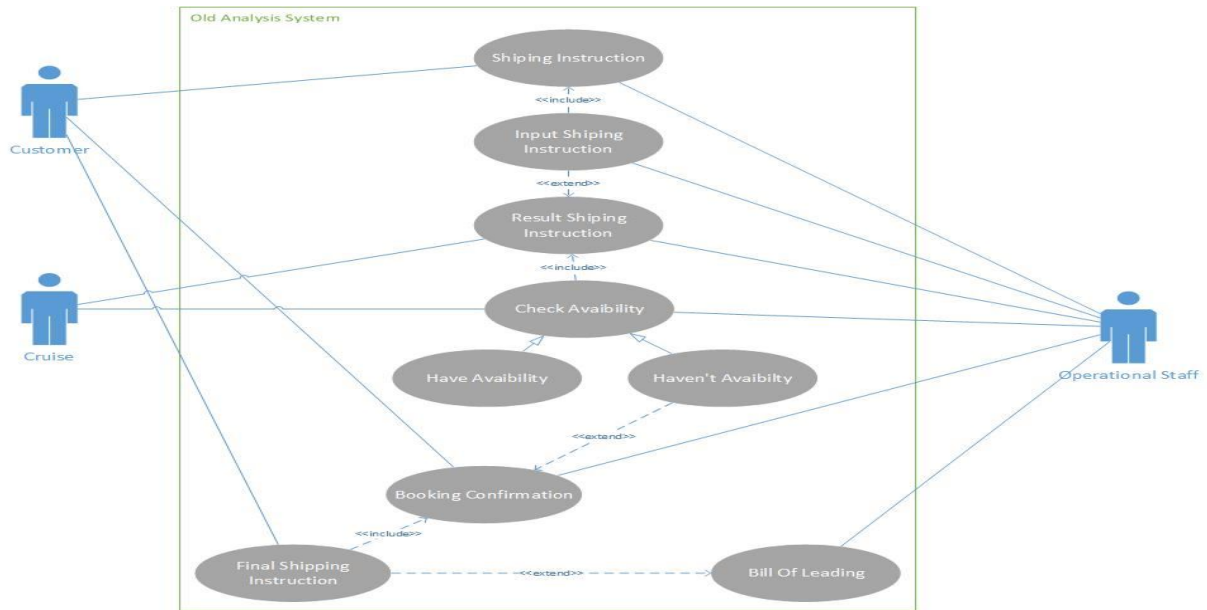 Old Analysis System
Shiping Instruction
<<include>>
Customer
Input Shiping
Instruction
<<extend>>
Result Shiping
Instruction
<<include>>
Check Avaibility
Cruise
Operational Staff
Have Avaibility
Haven't Avaibilty
<<extend>>
Booking Confirmation
<<include>>
Final Shipping
Instruction
<<extend>>
Bill Of Leading